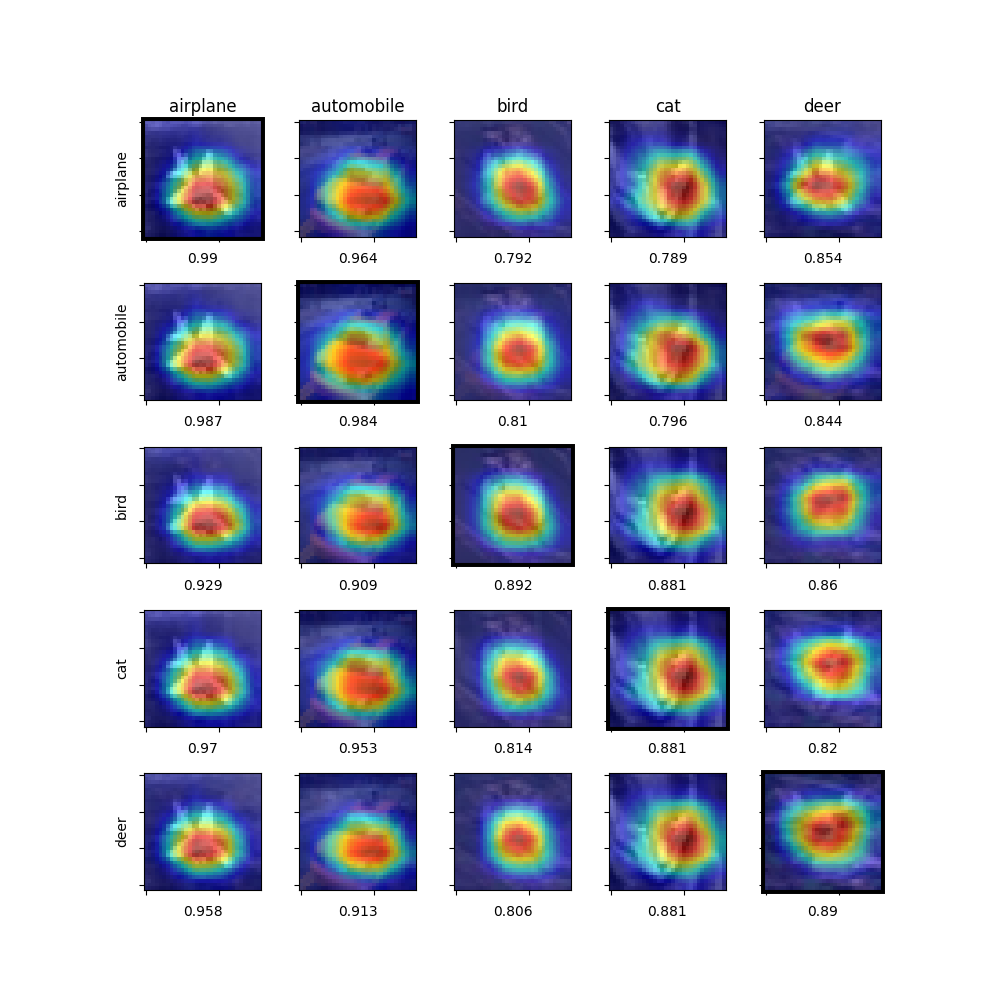 airplane automobile bird cat deer
airplane
0.99 0.964 0.792 0.789 0.854
automobile
0.987 0.984 0.81 0.796 0.844
bird
0.929 0.909 0.892 0.881 0.86
cat
0.97 0.953 0.814 0.881 0.82
deer
0.958 0.913 0.806 0.881 0.89